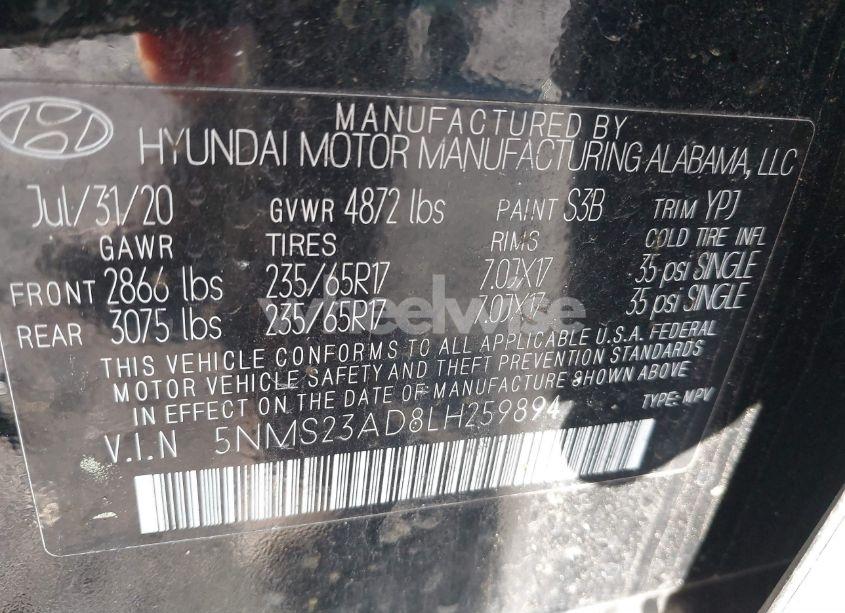 MANUFACTURED BY
HYUNDAI MOTOR MANUFACTURING ALABAMA, LLC
Jul/31/20 GVWR 4872 lbs PAINT S3B TRIM YPJ
GAWR TIRES RIMS COLD TIRE INFL
FRONT 2866 lbs 235/65R17 7.0JX17 35 psi SINGLE
REAR 3075 lbs 235/65R17 7.0JX17 35 psi SINGLE
wheelwise
THIS VEHICLE CONFORMS TO ALL APPLICABLE U.S.A. FEDERAL
MOTOR VEHICLE SAFETY AND THEFT PREVENTION STANDARDS
IN EFFECT ON THE DATE OF MANUFACTURE SHOWN ABOVE
V.I.N 5NMS23AD8LH259894 TYPE: MPV